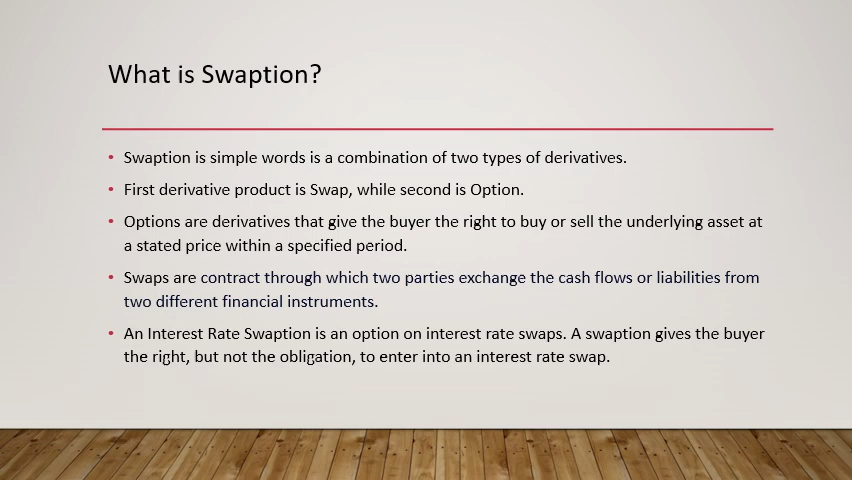 What is Swaption?
• Swaption is simple words is a combination of two types of derivatives.
• First derivative product is Swap, while second is Option.
• Options are derivatives that give the buyer the right to buy or sell the underlying asset at
a stated price within a specified period.
• Swaps are contract through which two parties exchange the cash flows or liabilities from
two different financial instruments.
• An Interest Rate Swaption is an option on interest rate swaps. A swaption gives the buyer
the right, but not the obligation, to enter into an interest rate swap.